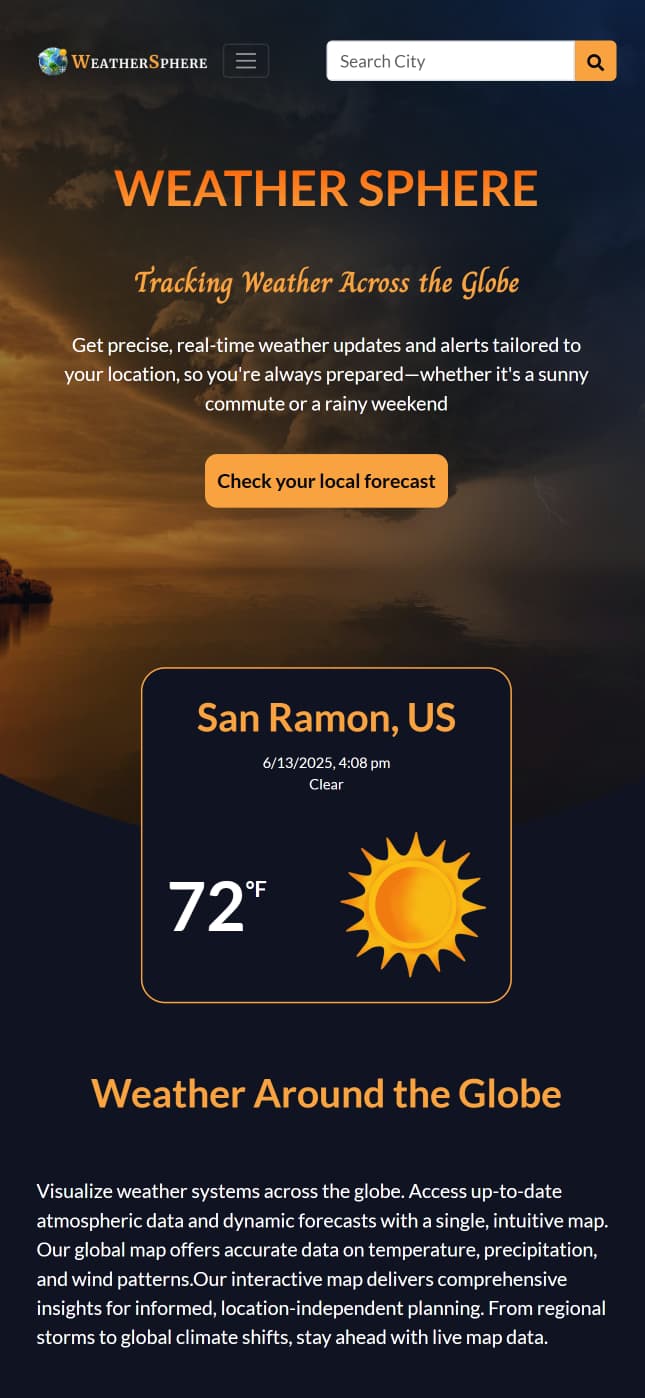 WeatherSphere
Search City
WEATHER SPHERE
Tracking Weather Across the Globe
Get precise, real-time weather updates and alerts tailored to
your location, so you're always prepared—whether it's a sunny
commute or a rainy weekend
Check your local forecast
San Ramon, US
6/13/2025, 4:08 pm
Clear
72°F
Weather Around the Globe
Visualize weather systems across the globe. Access up-to-date
atmospheric data and dynamic forecasts with a single, intuitive map.
Our global map offers accurate data on temperature, precipitation,
and wind patterns.Our interactive map delivers comprehensive
insights for informed, location-independent planning. From regional
storms to global climate shifts, stay ahead with live map data.